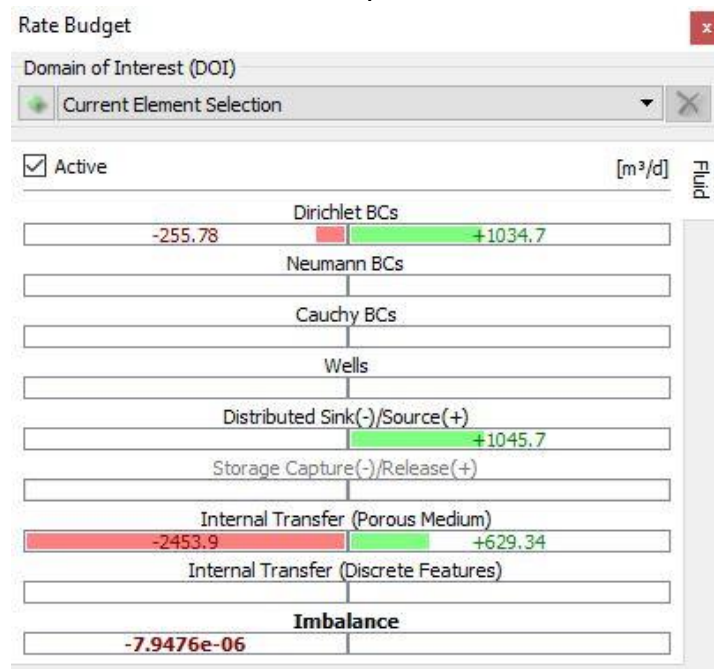 Rate Budget
x
Domain of Interest (DOI)
Current Element Selection
Active
[m³/d]
Fluid
Dirichlet BCs
-255.78 +1034.7
Neumann BCs
Cauchy BCs
Wells
Distributed Sink(-)/Source(+)
+1045.7
Storage Capture(-)/Release(+)
Internal Transfer (Porous Medium)
-2453.9 +629.34
Internal Transfer (Discrete Features)
Imbalance
-7.9476e-06